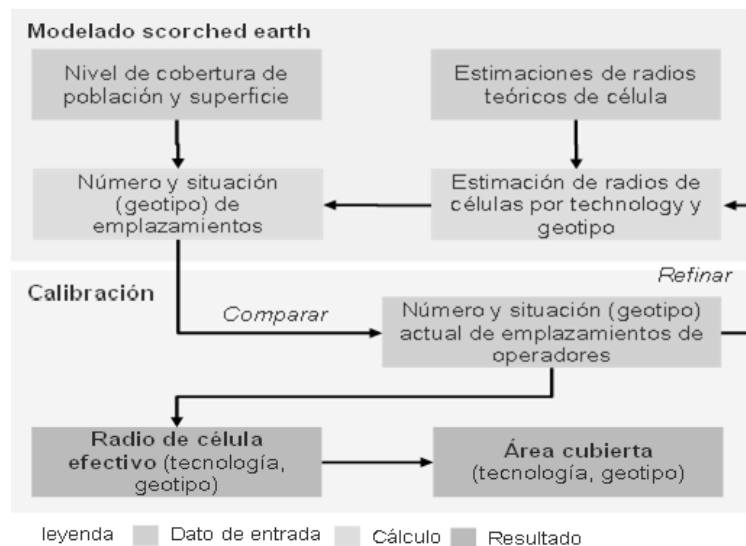 Modelado scorched earth
Nivel de cobertura de
población y superficie
Estimaciones de radios
teóricos de célula
Número y situación
(geotipo) de
emplazamientos
Estimación de radios de
células por technology y
geotipo
Refinar
Calibración
Comparar
Número y situación (geotipo)
actual de emplazamientos de
operadores
Radio de célula
efectivo (tecnología,
geotipo)
Área cubierta
(tecnología, geotipo)
leyenda Dato de entrada Cálculo Resultado